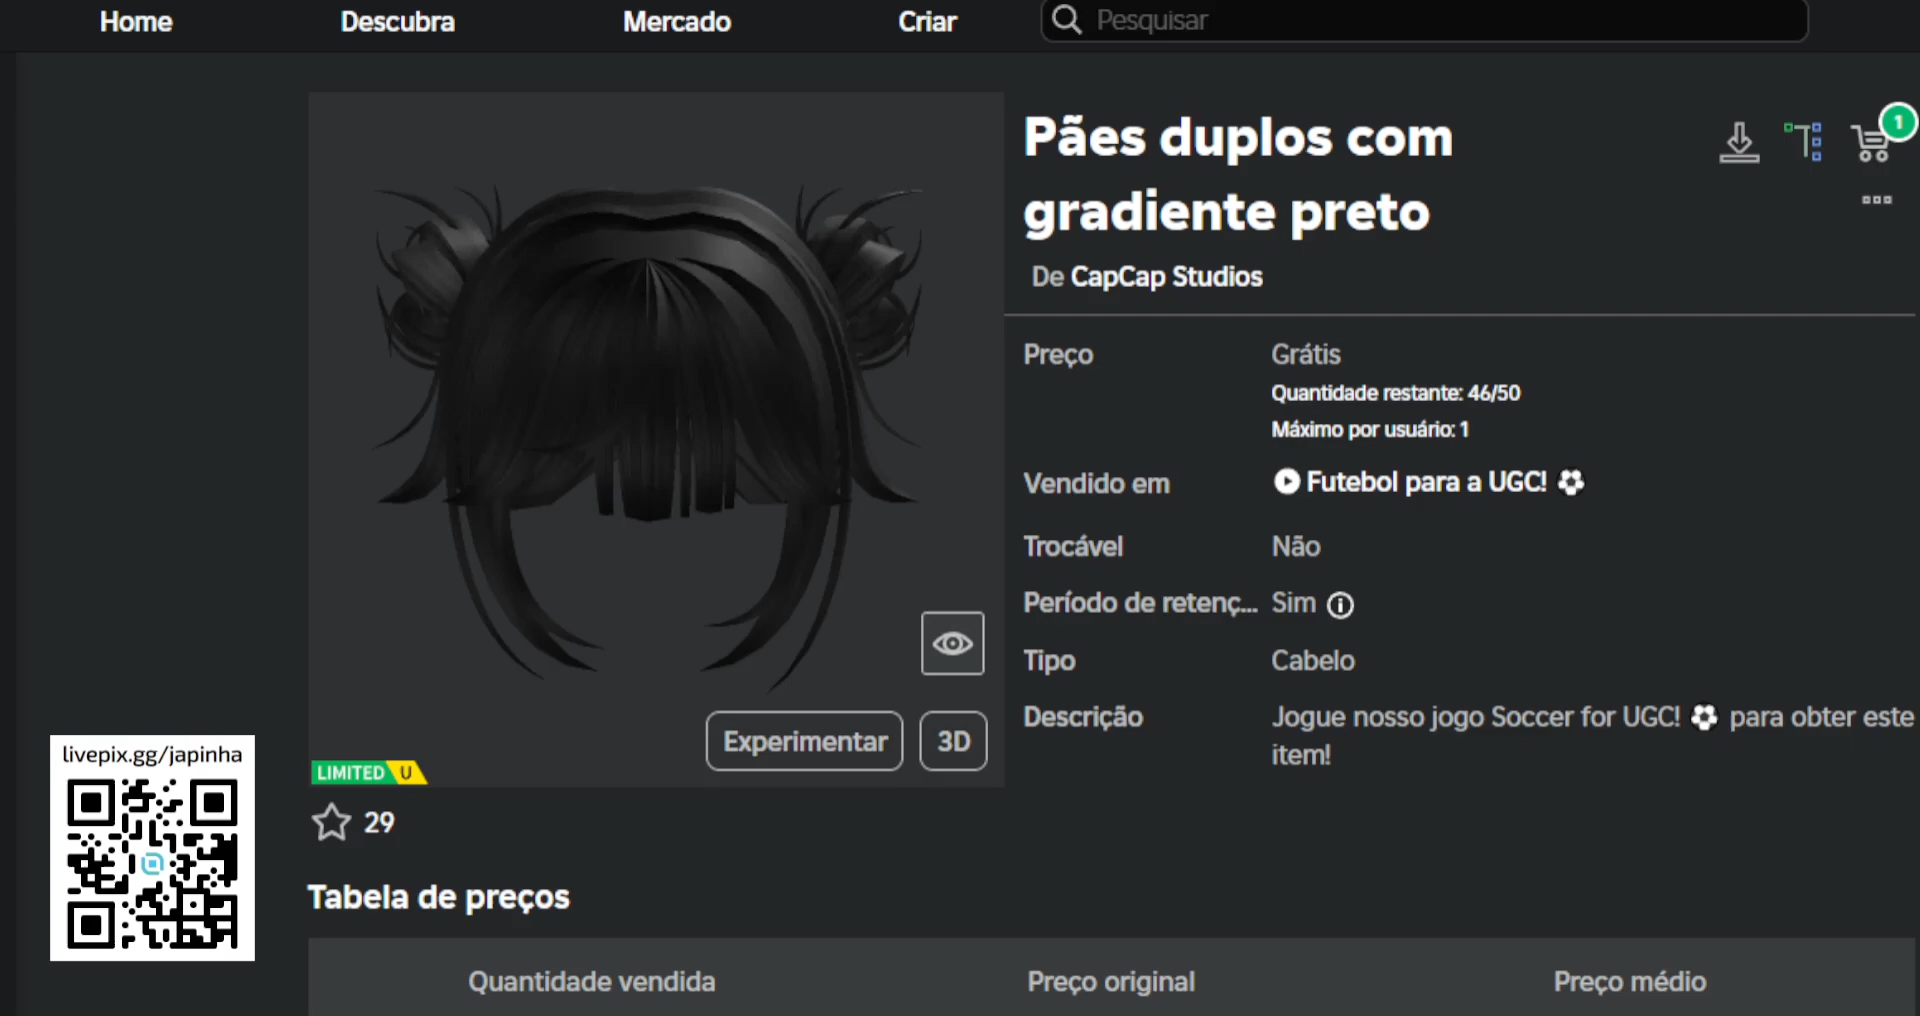 Home Descubra Mercado Criar Pesquisar
Pães duplos com
gradiente preto
1
De CapCap Studios
Preço Grátis
Quantidade restante: 46/50
Máximo por usuário: 1
Vendido em Futebol para a UGC!
Trocável Não
Período de retenç... Sim
Tipo Cabelo
Descrição Jogue nosso jogo Soccer for UGC! para obter este
item!
Experimentar 3D
LIMITED U
29
livepix.gg/japinha
Tabela de preços
Quantidade vendida Preço original Preço médio